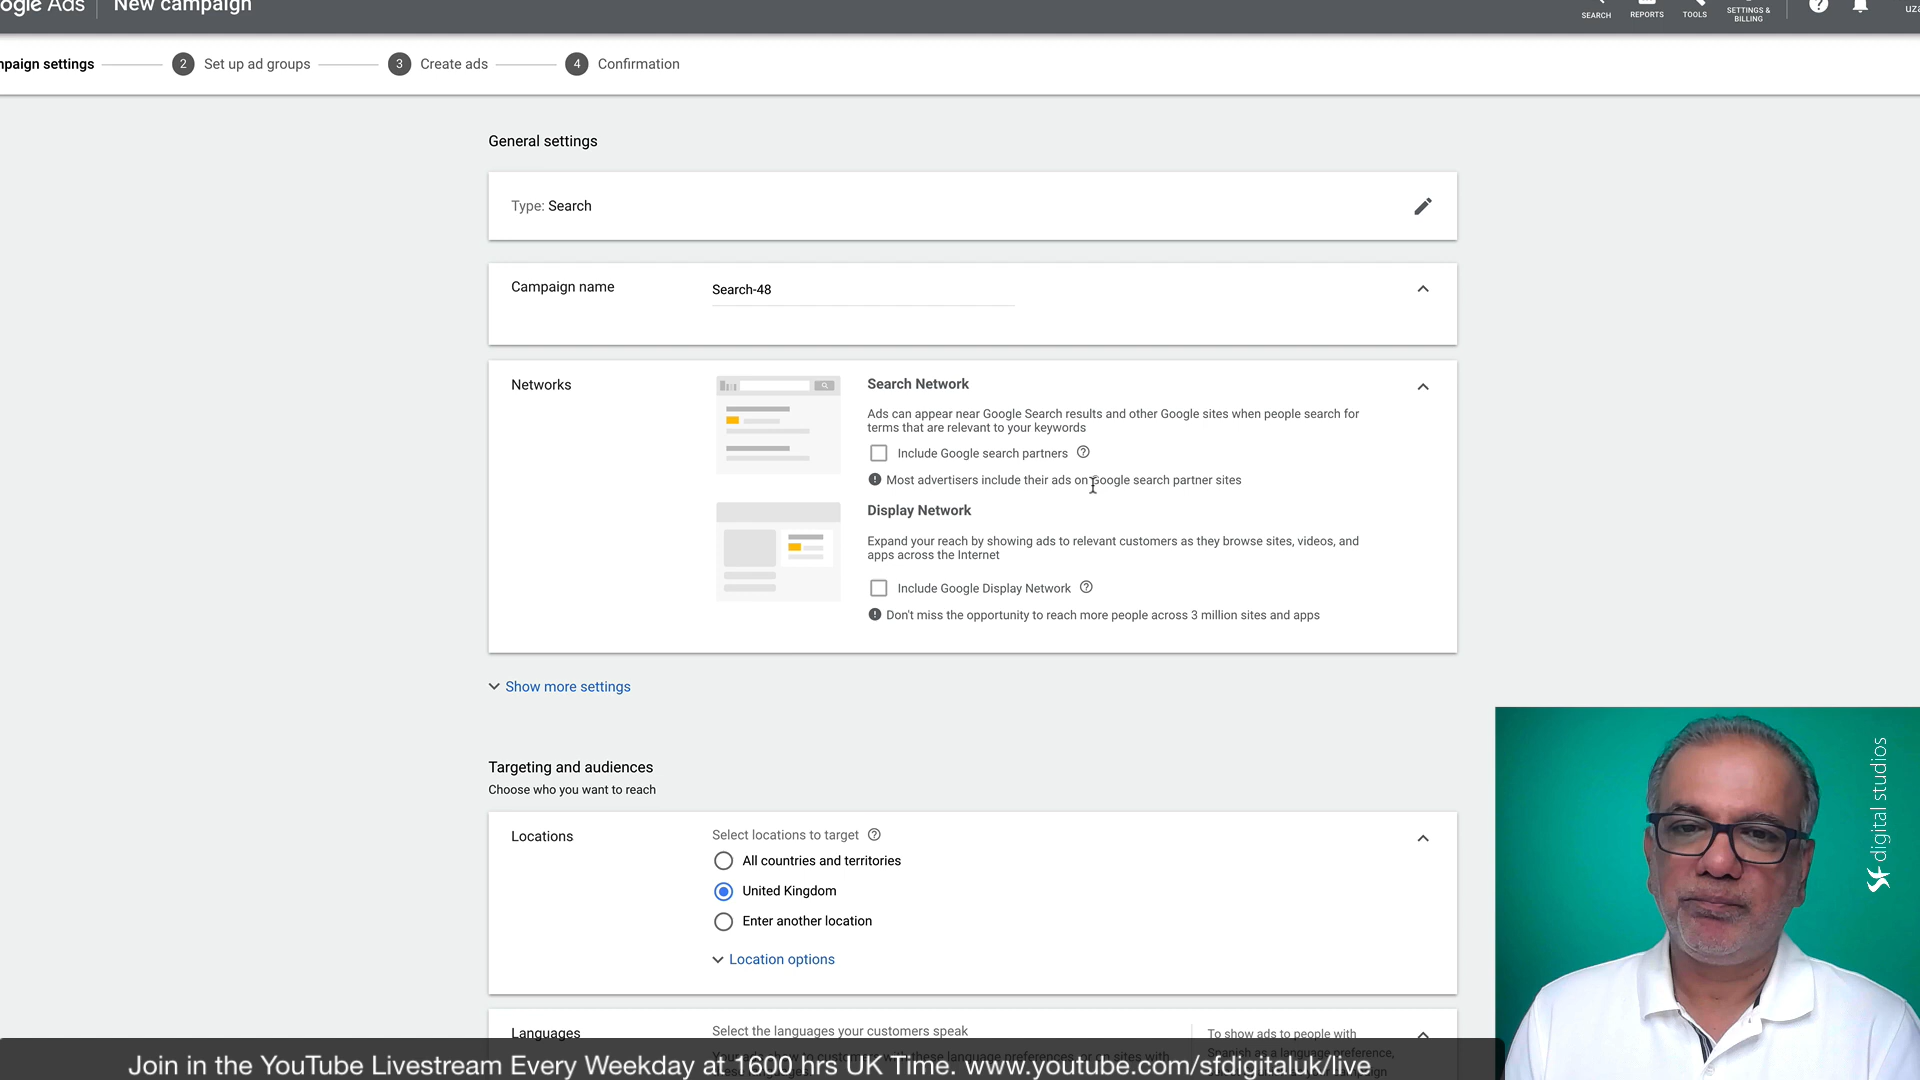 ogle Ads New campaign
SEARCH REPORTS TOOLS SETTINGS & BILLING
mpaign settings 2 Set up ad groups 3 Create ads 4 Confirmation
General settings
Type: Search
Campaign name Search-48
Networks
Search Network
Ads can appear near Google Search results and other Google sites when people search for
terms that are relevant to your keywords
Include Google search partners
Most advertisers include their ads on Google search partner sites
Display Network
Expand your reach by showing ads to relevant customers as they browse sites, videos, and
apps across the Internet
Include Google Display Network
Don't miss the opportunity to reach more people across 3 million sites and apps
Show more settings
Targeting and audiences
Choose who you want to reach
Locations
Select locations to target
All countries and territories
United Kingdom
Enter another location
Location options
Languages
Select the languages your customers speak
To show ads to people with
Spanish as a language preference,
digital studios
Join in the YouTube Livestream Every Weekday at 1600 hrs UK Time. www.youtube.com/sfdigitaluk/live